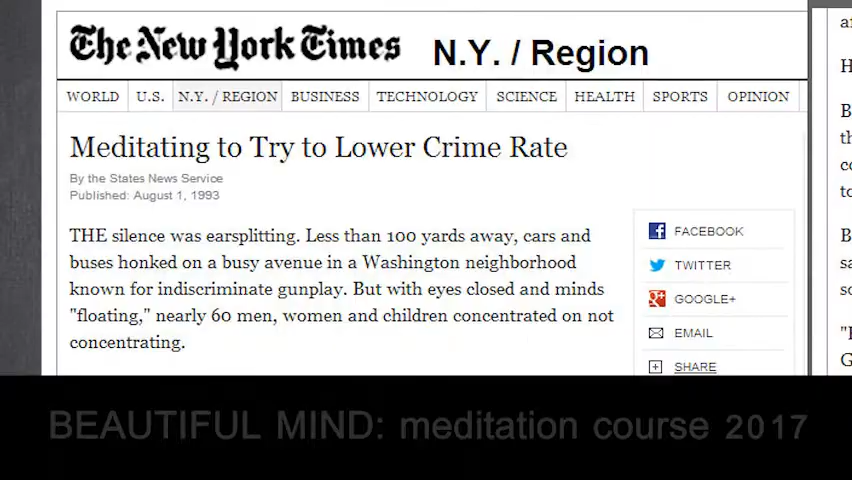 The New York Times N.Y. / Region
WORLD U.S. N.Y. / REGION BUSINESS TECHNOLOGY SCIENCE HEALTH SPORTS OPINION
Meditating to Try to Lower Crime Rate
By the States News Service
Published: August 1, 1993
THE silence was earsplitting. Less than 100 yards away, cars and
buses honked on a busy avenue in a Washington neighborhood
known for indiscriminate gunplay. But with eyes closed and minds
"floating," nearly 60 men, women and children concentrated on not
concentrating.
FACEBOOK
TWITTER
GOOGLE+
EMAIL
SHARE
BEAUTIFUL MIND: meditation course 2017